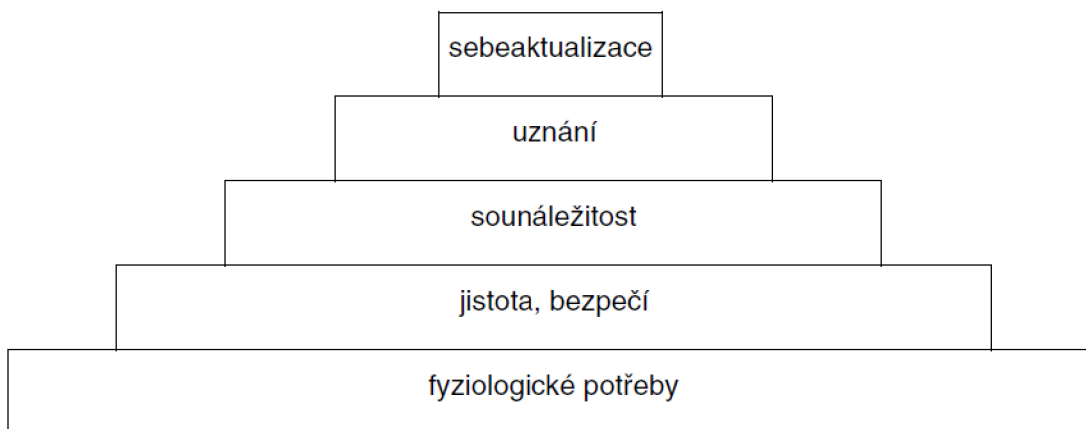 sebeaktualizace
uznání
sounáležitost
jistota, bezpečí
fyziologické potřeby